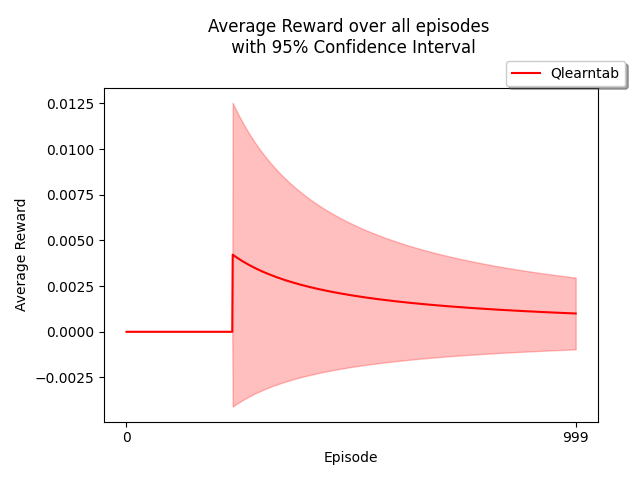 Average Reward over all episodes
with 95% Confidence Interval
Qlearntab
0.0125
0.0100
0.0075
0.0050
0.0025
0.0000
−0.0025
Average Reward
0
999
Episode